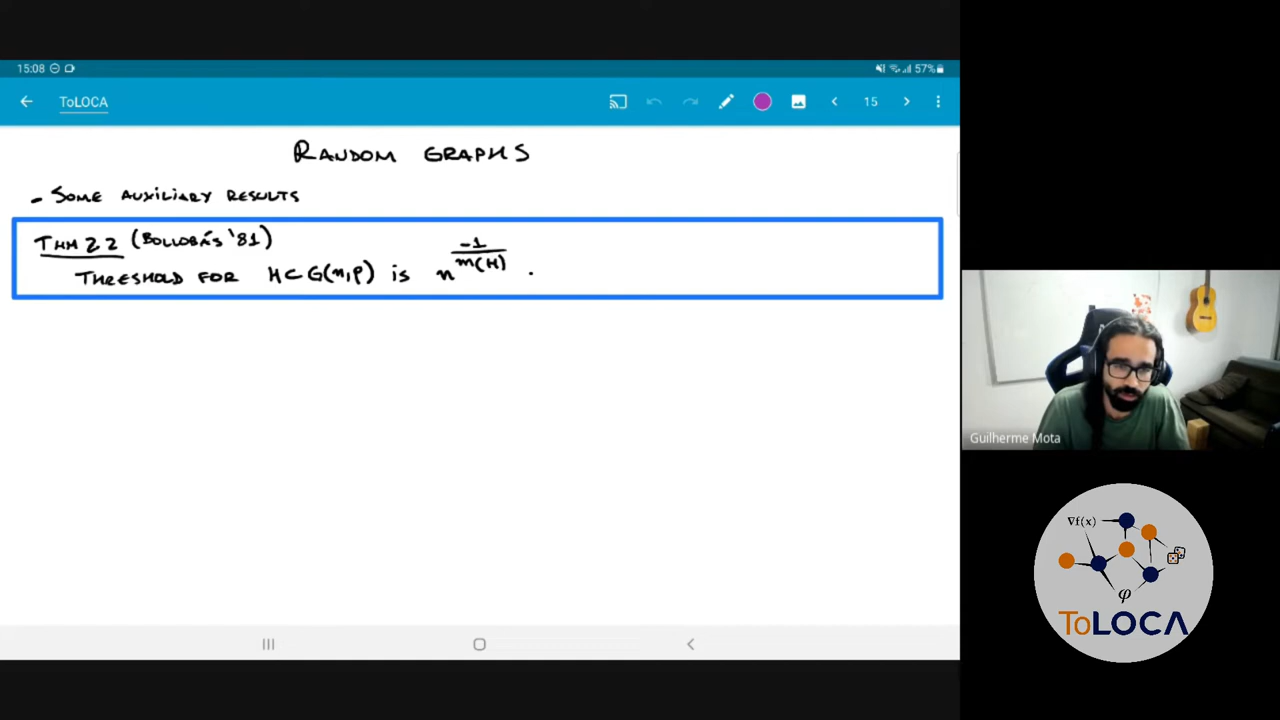 15:08
57%
ToLOCA
15
RANDOM GRAPHS
- SOME AUXILIARY RESULTS
THM 22 (BOLLOBÁS '81)
THRESHOLD FOR H ⊂ G(n,p) is n^(-1/m(H)).
Guilherme Mota
∇f(x)
φ
ToLOCA